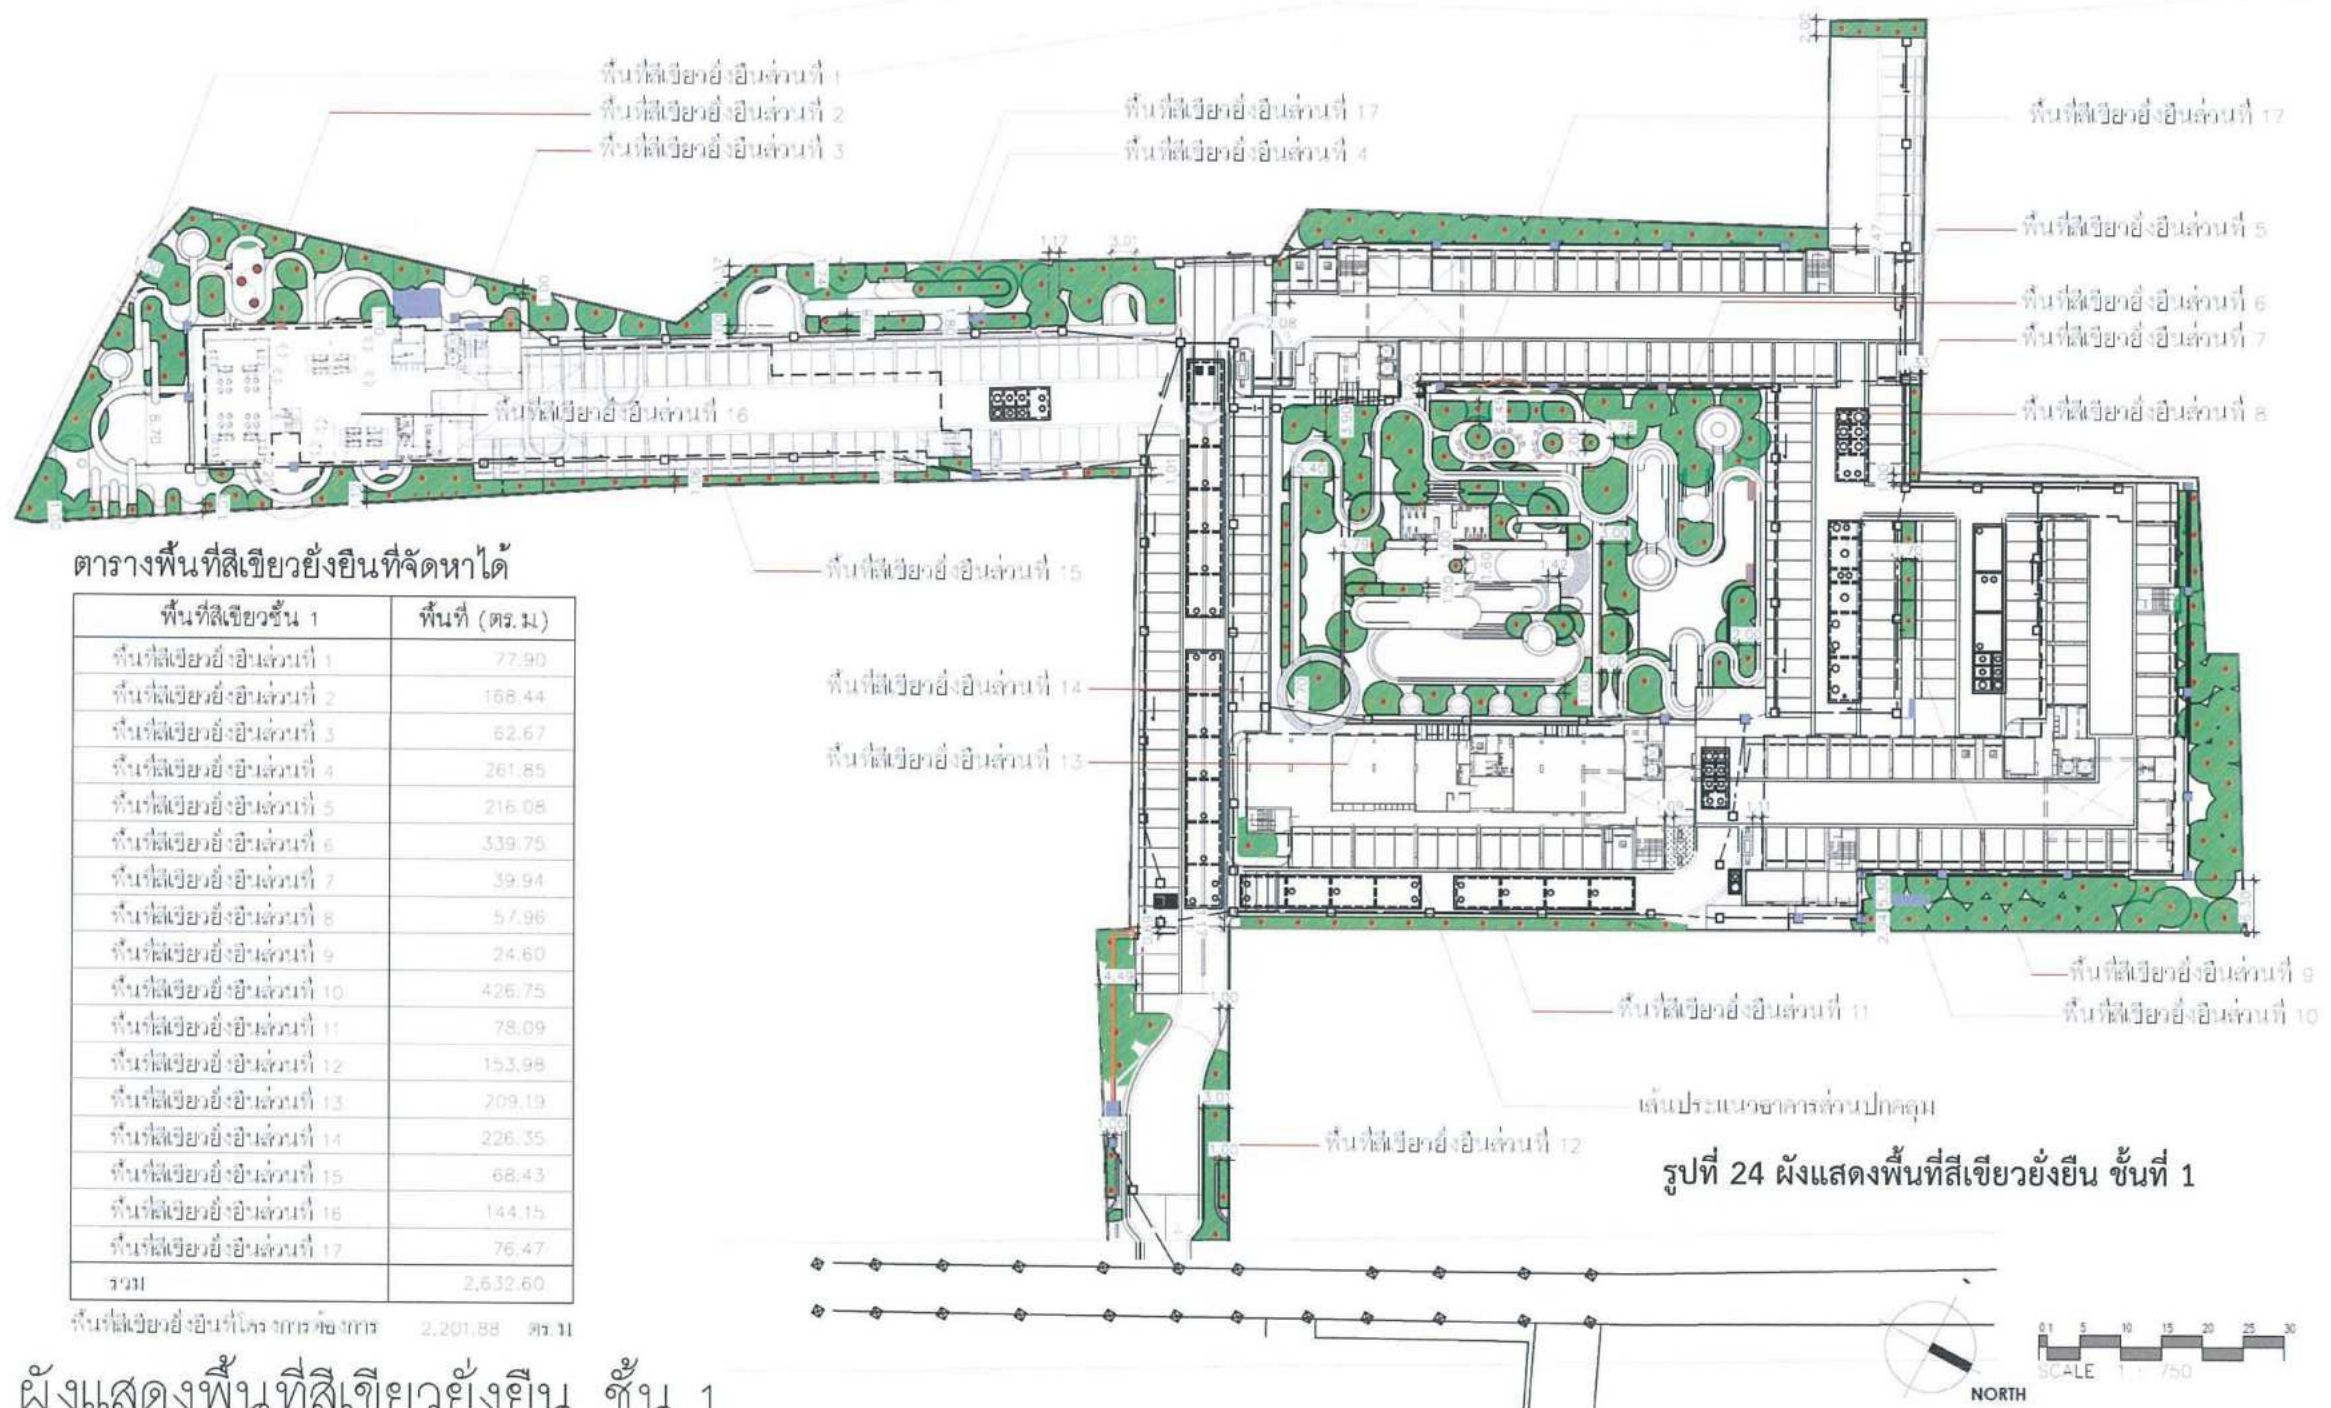 พื้นที่สีเขียวยั่งยืนส่วนที่ 1
พื้นที่สีเขียวยั่งยืนส่วนที่ 2
พื้นที่สีเขียวยั่งยืนส่วนที่ 3
พื้นที่สีเขียวยั่งยืนส่วนที่ 17
พื้นที่สีเขียวยั่งยืนส่วนที่ 4
พื้นที่สีเขียวยั่งยืนส่วนที่ 17
พื้นที่สีเขียวยั่งยืนส่วนที่ 5
พื้นที่สีเขียวยั่งยืนส่วนที่ 6
พื้นที่สีเขียวยั่งยืนส่วนที่ 7
พื้นที่สีเขียวยั่งยืนส่วนที่ 8
พื้นที่สีเขียวยั่งยืนส่วนที่ 16
พื้นที่สีเขียวยั่งยืนส่วนที่ 15
พื้นที่สีเขียวยั่งยืนส่วนที่ 14
พื้นที่สีเขียวยั่งยืนส่วนที่ 13
พื้นที่สีเขียวยั่งยืนส่วนที่ 9
พื้นที่สีเขียวยั่งยืนส่วนที่ 10
พื้นที่สีเขียวยั่งยืนส่วนที่ 11
เส้นประแนวอาคารส่วนปกคลุม
พื้นที่สีเขียวยั่งยืนส่วนที่ 12
รูปที่ 24 ผังแสดงพื้นที่สีเขียวยั่งยืน ชั้นที่ 1
ตารางพื้นที่สีเขียวยั่งยืนที่จัดหาได้
พื้นที่สีเขียวชั้น 1 พื้นที่ (ตร.ม)
พื้นที่สีเขียวยั่งยืนส่วนที่ 1 77.90
พื้นที่สีเขียวยั่งยืนส่วนที่ 2 168.44
พื้นที่สีเขียวยั่งยืนส่วนที่ 3 62.67
พื้นที่สีเขียวยั่งยืนส่วนที่ 4 261.85
พื้นที่สีเขียวยั่งยืนส่วนที่ 5 216.08
พื้นที่สีเขียวยั่งยืนส่วนที่ 6 339.75
พื้นที่สีเขียวยั่งยืนส่วนที่ 7 39.94
พื้นที่สีเขียวยั่งยืนส่วนที่ 8 57.96
พื้นที่สีเขียวยั่งยืนส่วนที่ 9 24.60
พื้นที่สีเขียวยั่งยืนส่วนที่ 10 426.75
พื้นที่สีเขียวยั่งยืนส่วนที่ 11 78.09
พื้นที่สีเขียวยั่งยืนส่วนที่ 12 153.98
พื้นที่สีเขียวยั่งยืนส่วนที่ 13 209.19
พื้นที่สีเขียวยั่งยืนส่วนที่ 14 226.35
พื้นที่สีเขียวยั่งยืนส่วนที่ 15 68.43
พื้นที่สีเขียวยั่งยืนส่วนที่ 16 144.15
พื้นที่สีเขียวยั่งยืนส่วนที่ 17 76.47
รวม 2,632.60
พื้นที่สีเขียวยั่งยืนที่โครงการต้องการ 2,201.88 ตร.ม
ผังแสดงพื้นที่สีเขียวยั่งยืน ชั้น 1
NORTH
0 1 5 10 15 20 25 30
SCALE 1 : 750